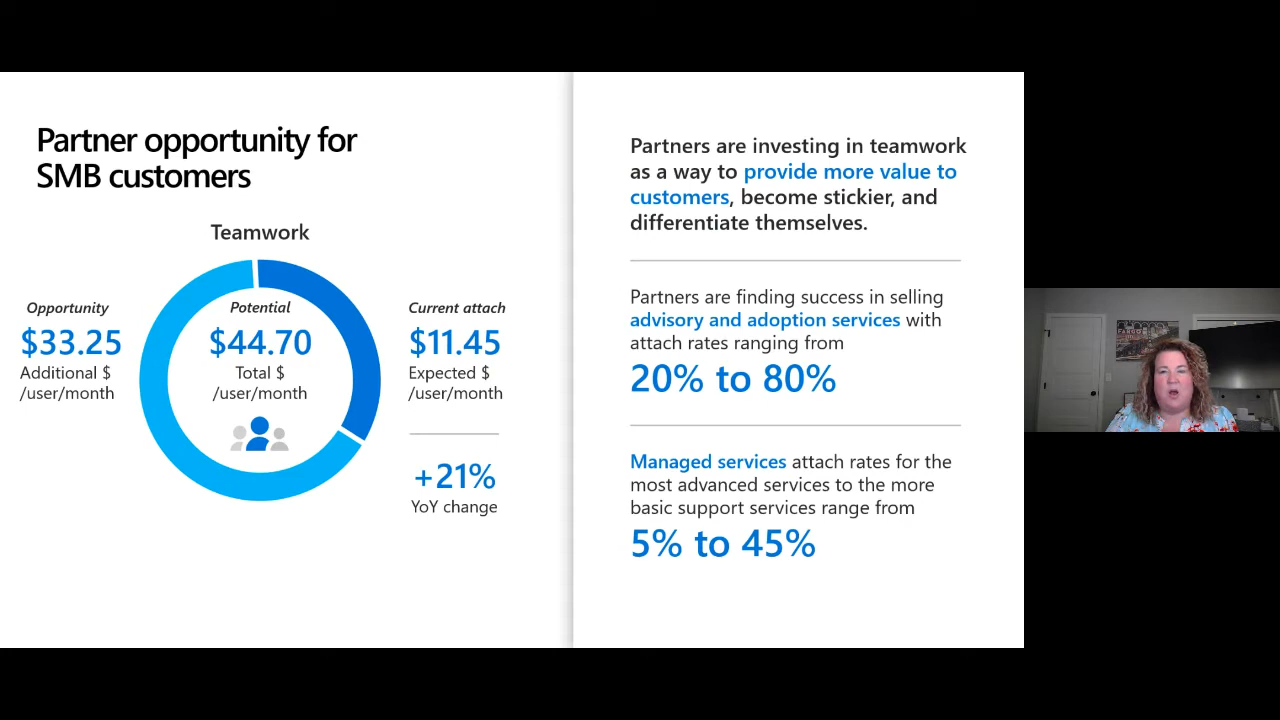 Partner opportunity for
SMB customers
Teamwork
Opportunity
$33.25
Additional $
/user/month
Potential
$44.70
Total $
/user/month
Current attach
$11.45
Expected $
/user/month
+21%
YoY change
Partners are investing in teamwork
as a way to provide more value to
customers, become stickier, and
differentiate themselves.
Partners are finding success in selling
advisory and adoption services with
attach rates ranging from
20% to 80%
Managed services attach rates for the
most advanced services to the more
basic support services range from
5% to 45%